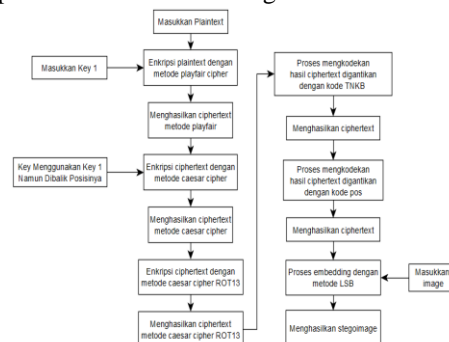 Masukkan Plaintext
Masukkan Key 1
Enkripsi plaintext dengan
metode playfair cipher
Menghasilkan ciphertext
metode playfair
Key Menggunakan Key 1
Namun Dibalik Posisinya
Enkripsi ciphertext dengan
metode caesar cipher
Menghasilkan ciphertext
metode caesar cipher
Enkripsi ciphertext dengan
metode caesar cipher ROT13
Menghasilkan ciphertext
metode caesar cipher ROT13
Proses mengkodekan
hasil ciphertext digantikan
dengan kode TNKB
Menghasilkan ciphertext
Proses mengkodekan
hasil ciphertext digantikan
dengan kode pos
Menghasilkan ciphertext
Proses embedding dengan
metode LSB
Masukkan
image
Menghasilkan stegoimage